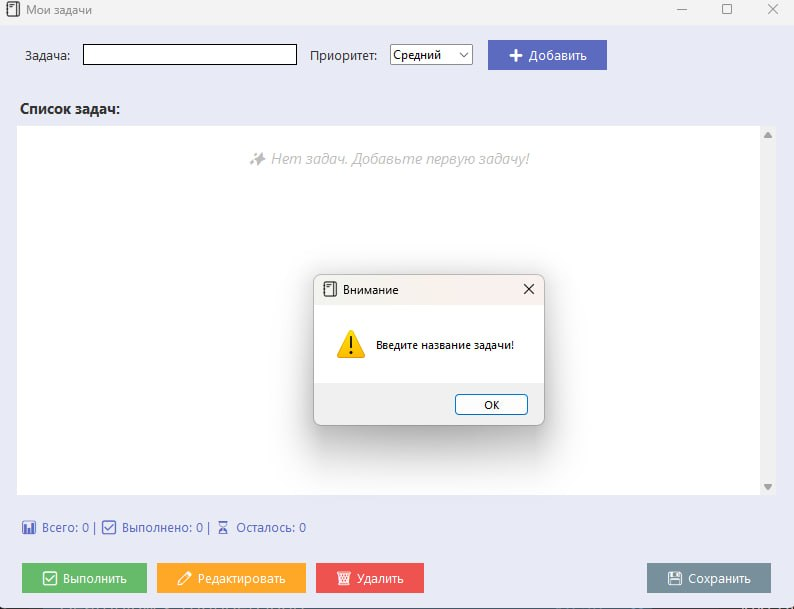 Мои задачи
Задача: Приоритет: Средний Добавить
Список задач:
Нет задач. Добавьте первую задачу!
Внимание
Введите название задачи!
ОК
Всего: 0 | Выполнено: 0 | Осталось: 0
Выполнить Редактировать Удалить Сохранить